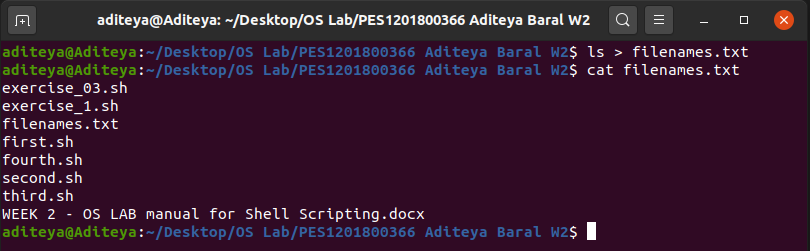 aditeya@Aditeya: ~/Desktop/OS Lab/PES1201800366 Aditeya Baral W2
aditeya@Aditeya:~/Desktop/OS Lab/PES1201800366 Aditeya Baral W2$ ls > filenames.txt
aditeya@Aditeya:~/Desktop/OS Lab/PES1201800366 Aditeya Baral W2$ cat filenames.txt
exercise_03.sh
exercise_1.sh
filenames.txt
first.sh
fourth.sh
second.sh
third.sh
WEEK 2 - OS LAB manual for Shell Scripting.docx
aditeya@Aditeya:~/Desktop/OS Lab/PES1201800366 Aditeya Baral W2$